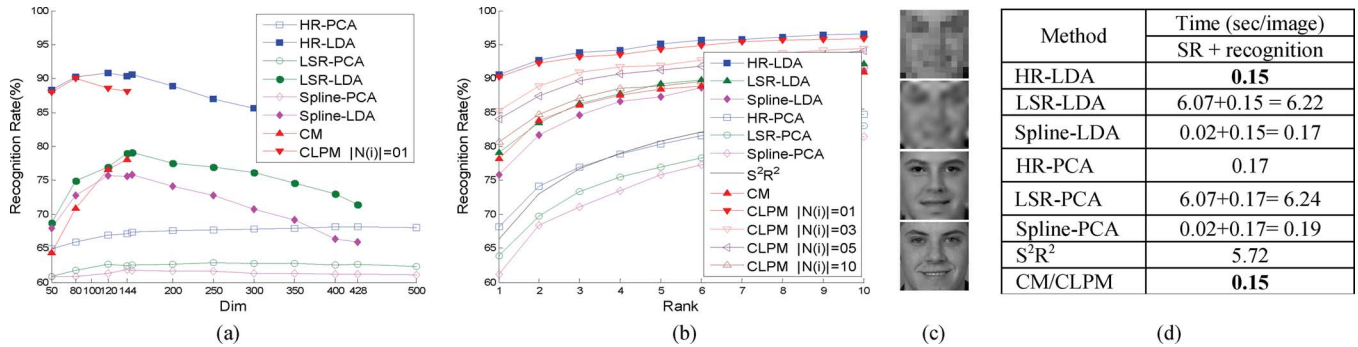 100
95
90
85
80
75
70
65
60
Recognition Rate(%)
50 80 100 120 144 200 250 300 350 400 428 500
Dim
HR-PCA
HR-LDA
LSR-PCA
LSR-LDA
Spline-PCA
Spline-LDA
CM
CLPM |N(i)|=01
(a)
100
95
90
85
80
75
70
65
60
Recognition Rate(%)
1 2 3 4 5 6 7 8 9 10
Rank
HR-LDA
LSR-LDA
Spline-LDA
HR-PCA
LSR-PCA
Spline-PCA
S²R²
CM
CLPM |N(i)|=01
CLPM |N(i)|=03
CLPM |N(i)|=05
CLPM |N(i)|=10
(b)
(c)
Method Time (sec/image)
SR + recognition
HR-LDA 0.15
LSR-LDA 6.07+0.15 = 6.22
Spline-LDA 0.02+0.15= 0.17
HR-PCA 0.17
LSR-PCA 6.07+0.17= 6.24
Spline-PCA 0.02+0.17= 0.19
S²R² 5.72
CM/CLPM 0.15
(d)